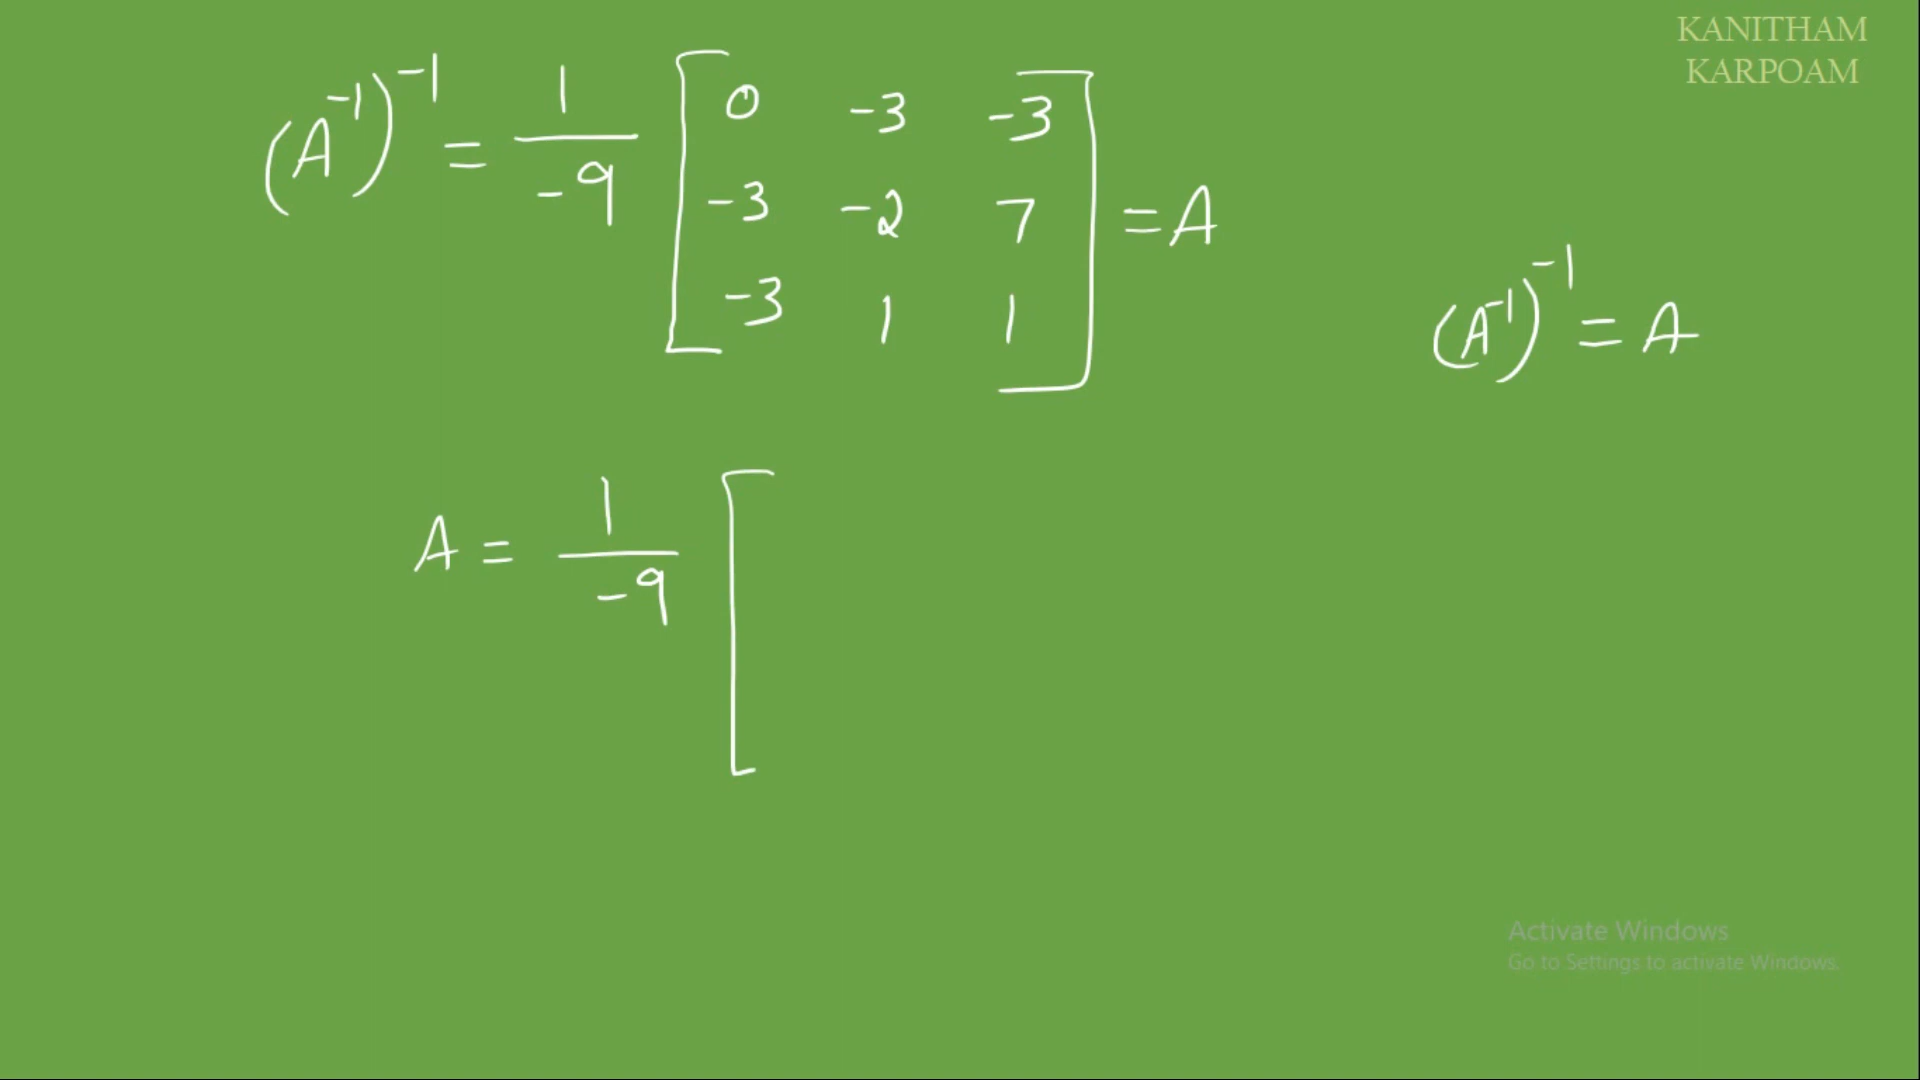 KANITHAM
KARPOAM
(A⁻¹)⁻¹ = 1/-9 [ 0 -3 -3
-3 -2 7
-3 1 1 ] = A
(A⁻¹)⁻¹ = A
A = 1/-9 [
Activate Windows
Go to Settings to activate Windows.